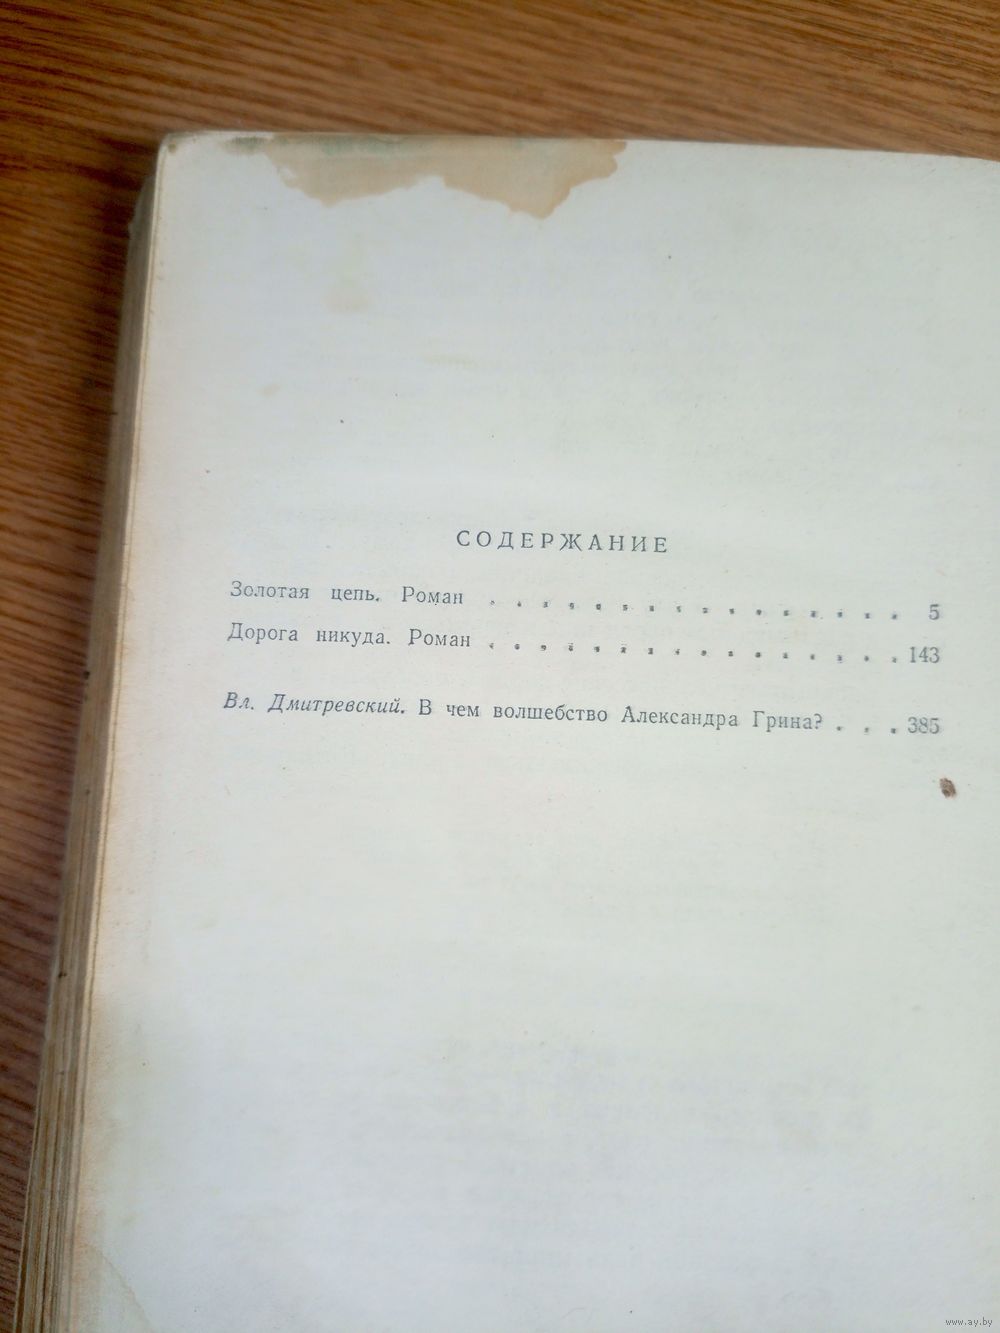 СОДЕРЖАНИЕ
Золотая цепь. Роман . . . . . . . . . . . . . . . . 5
Дорога никуда. Роман . . . . . . . . . . . . . . . . 143
Вл. Дмитревский. В чем волшебство Александра Грина? . . . 385
www.ay.by